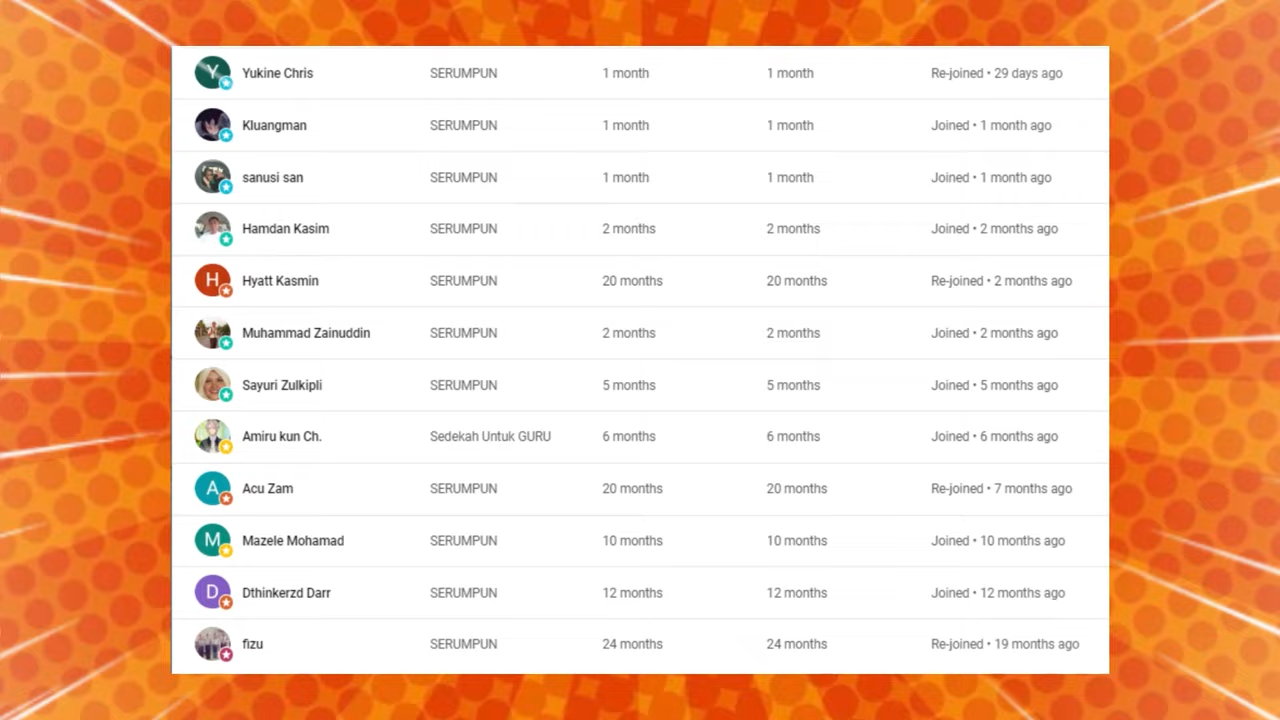 Y Yukine Chris SERUMPUN 1 month 1 month Re-joined • 29 days ago
Kluangman SERUMPUN 1 month 1 month Joined • 1 month ago
sanusi san SERUMPUN 1 month 1 month Joined • 1 month ago
Hamdan Kasim SERUMPUN 2 months 2 months Joined • 2 months ago
H Hyatt Kasmin SERUMPUN 20 months 20 months Re-joined • 2 months ago
Muhammad Zainuddin SERUMPUN 2 months 2 months Joined • 2 months ago
Sayuri Zulkipli SERUMPUN 5 months 5 months Joined • 5 months ago
Amiru kun Ch. Sedekah Untuk GURU 6 months 6 months Joined • 6 months ago
A Acu Zam SERUMPUN 20 months 20 months Re-joined • 7 months ago
M Mazele Mohamad SERUMPUN 10 months 10 months Joined • 10 months ago
D Dthinkerzd Darr SERUMPUN 12 months 12 months Joined • 12 months ago
fizu SERUMPUN 24 months 24 months Re-joined • 19 months ago